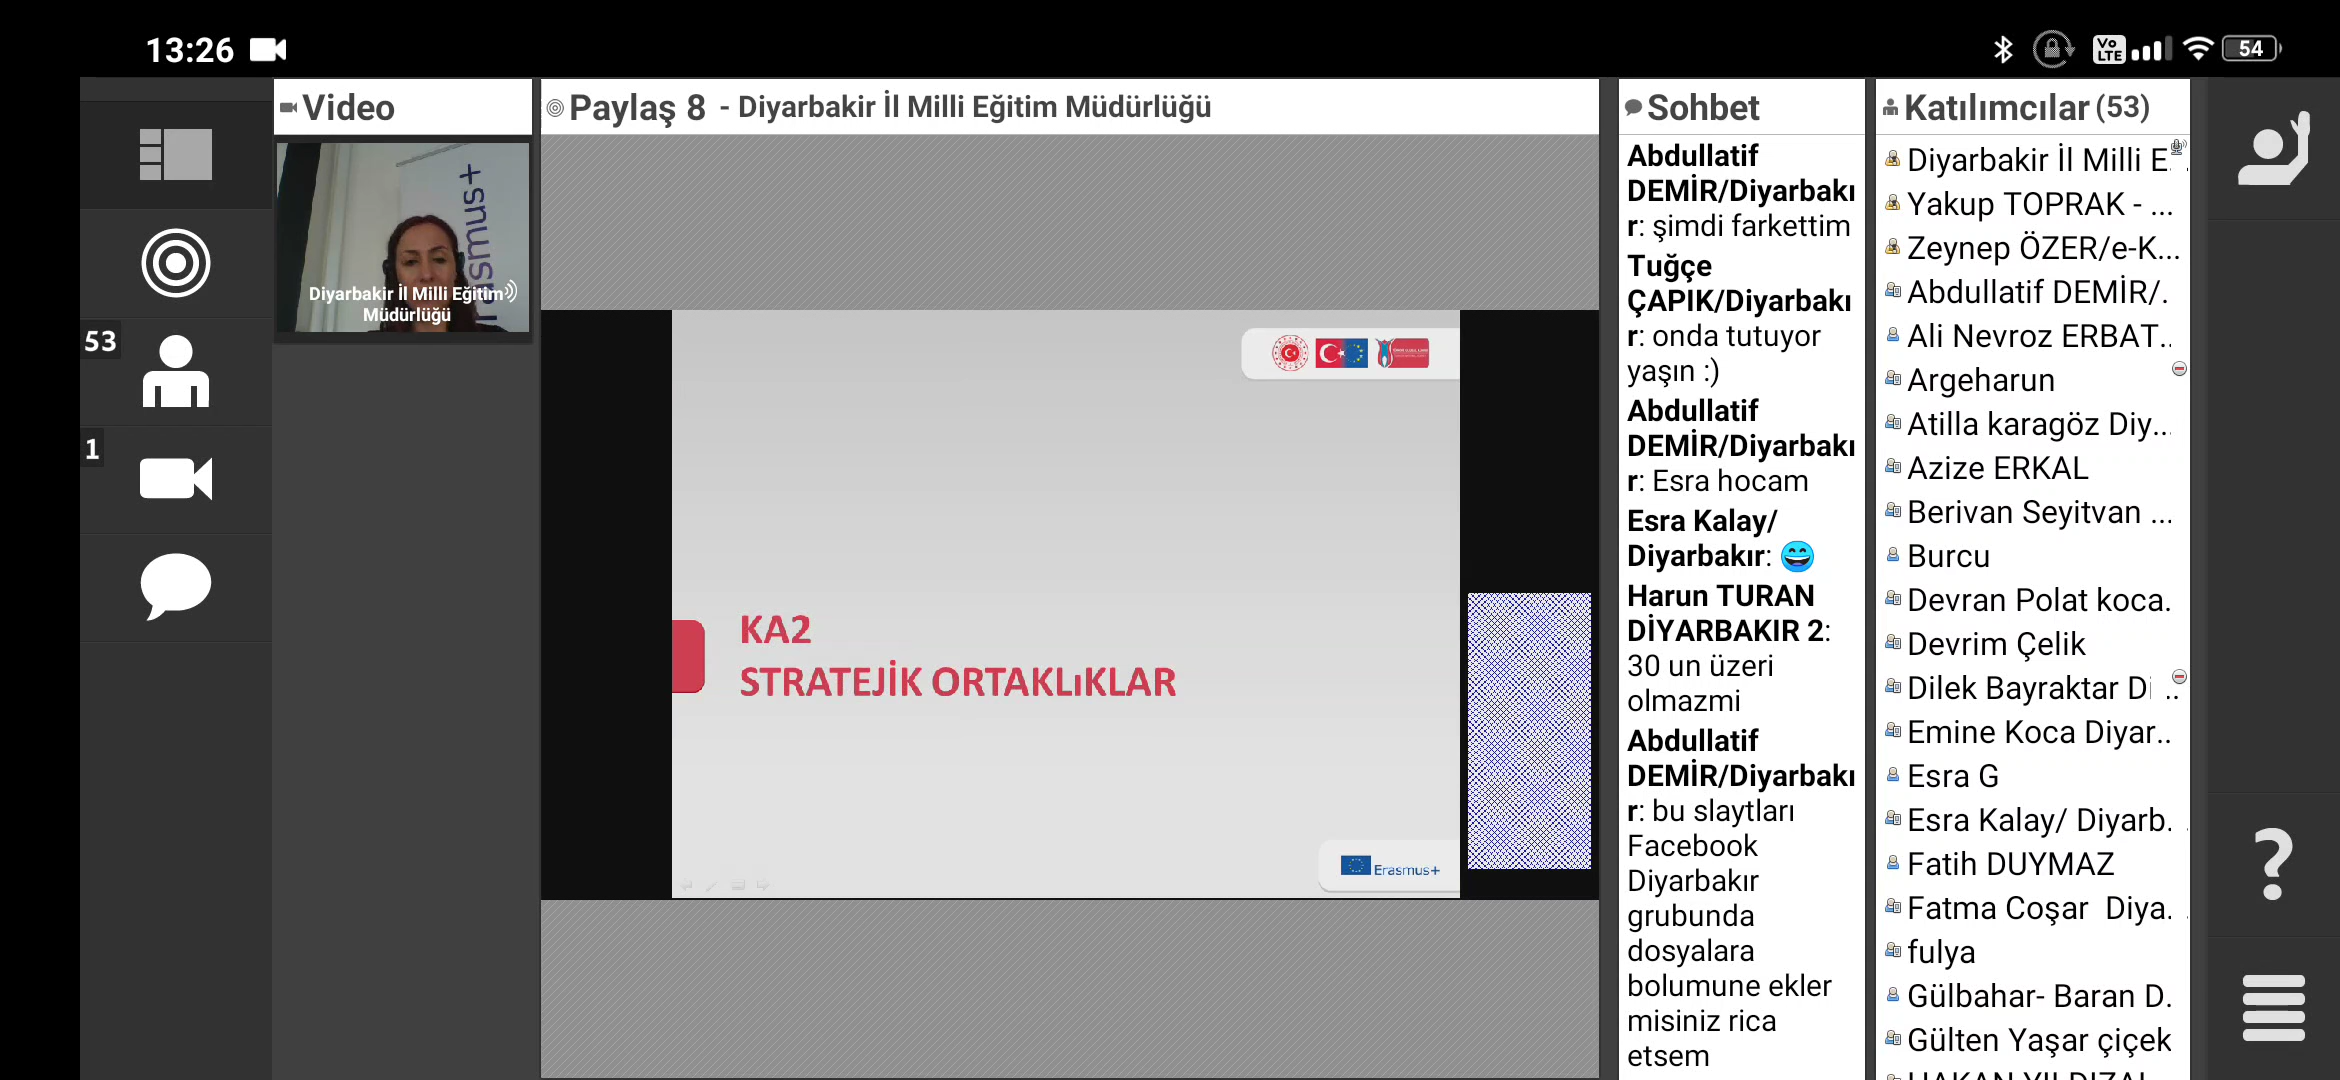 13:26
Vo LTE
54
Video
Paylaş 8 - Diyarbakir İl Milli Eğitim Müdürlüğü
Sohbet
Katılımcılar (53)
53
1
Erasmus+
Diyarbakir İl Milli Eğitim
Müdürlüğü
KA2
STRATEJİK ORTAKLıKLAR
Erasmus+
Abdullatif
DEMİR/Diyarbakı
r: şimdi farkettim
Tuğçe
ÇAPIK/Diyarbakı
r: onda tutuyor
yaşın :)
Abdullatif
DEMİR/Diyarbakı
r: Esra hocam
Esra Kalay/
Diyarbakır: 😄
Harun TURAN
DİYARBAKIR 2:
30 un üzeri
olmazmi
Abdullatif
DEMİR/Diyarbakı
r: bu slaytları
Facebook
Diyarbakır
grubunda
dosyalara
bolumune ekler
misiniz rica
etsem
Diyarbakir İl Milli E...
Yakup TOPRAK - ...
Zeynep ÖZER/e-K...
Abdullatif DEMİR/.
Ali Nevroz ERBAT..
Argeharun
Atilla karagöz Diy...
Azize ERKAL
Berivan Seyitvan ...
Burcu
Devran Polat koca.
Devrim Çelik
Dilek Bayraktar Di ..
Emine Koca Diyar..
Esra G
Esra Kalay/ Diyarb. .
Fatih DUYMAZ
Fatma Coşar Diya. .
fulya
Gülbahar- Baran D.
Gülten Yaşar çiçek
?